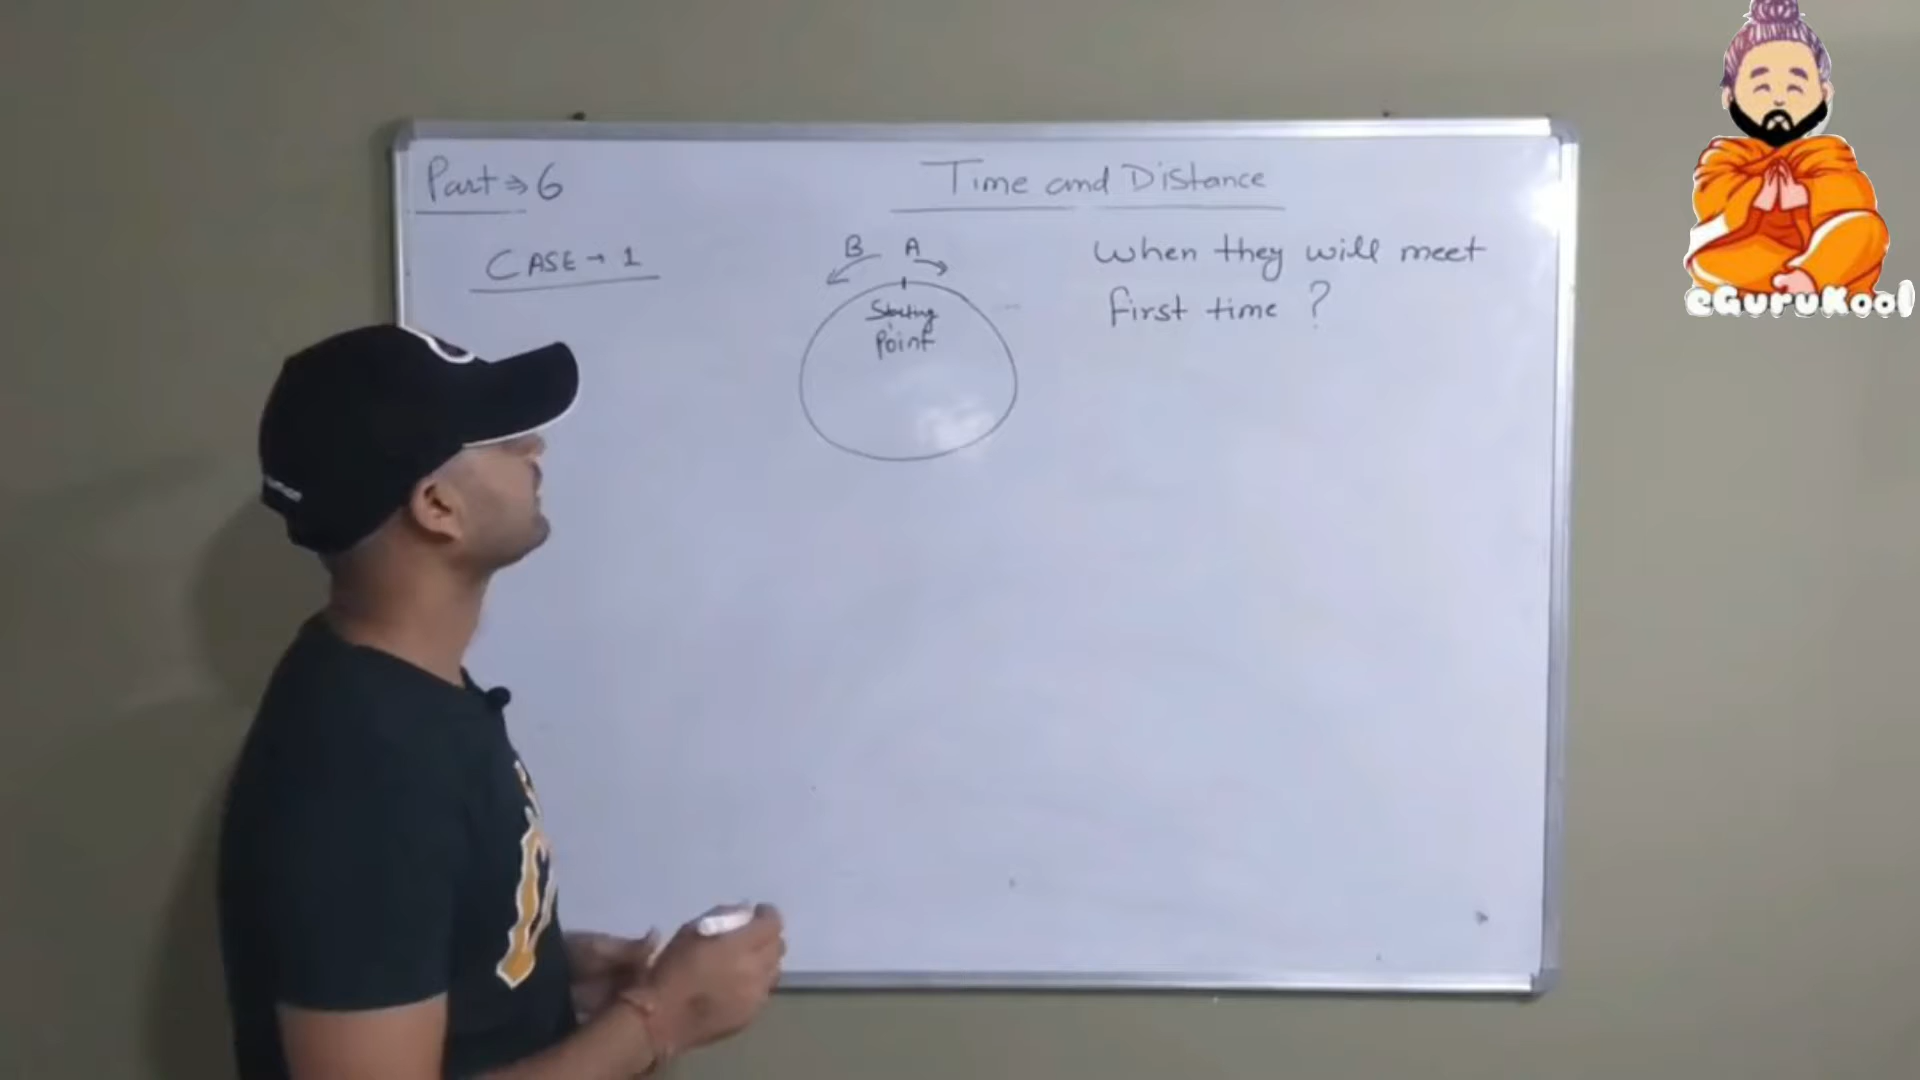 Part ⇒ 6
Time and Distance
CASE → 1
B A
Starting
Point
When they will meet
first time ?
eGuruKool